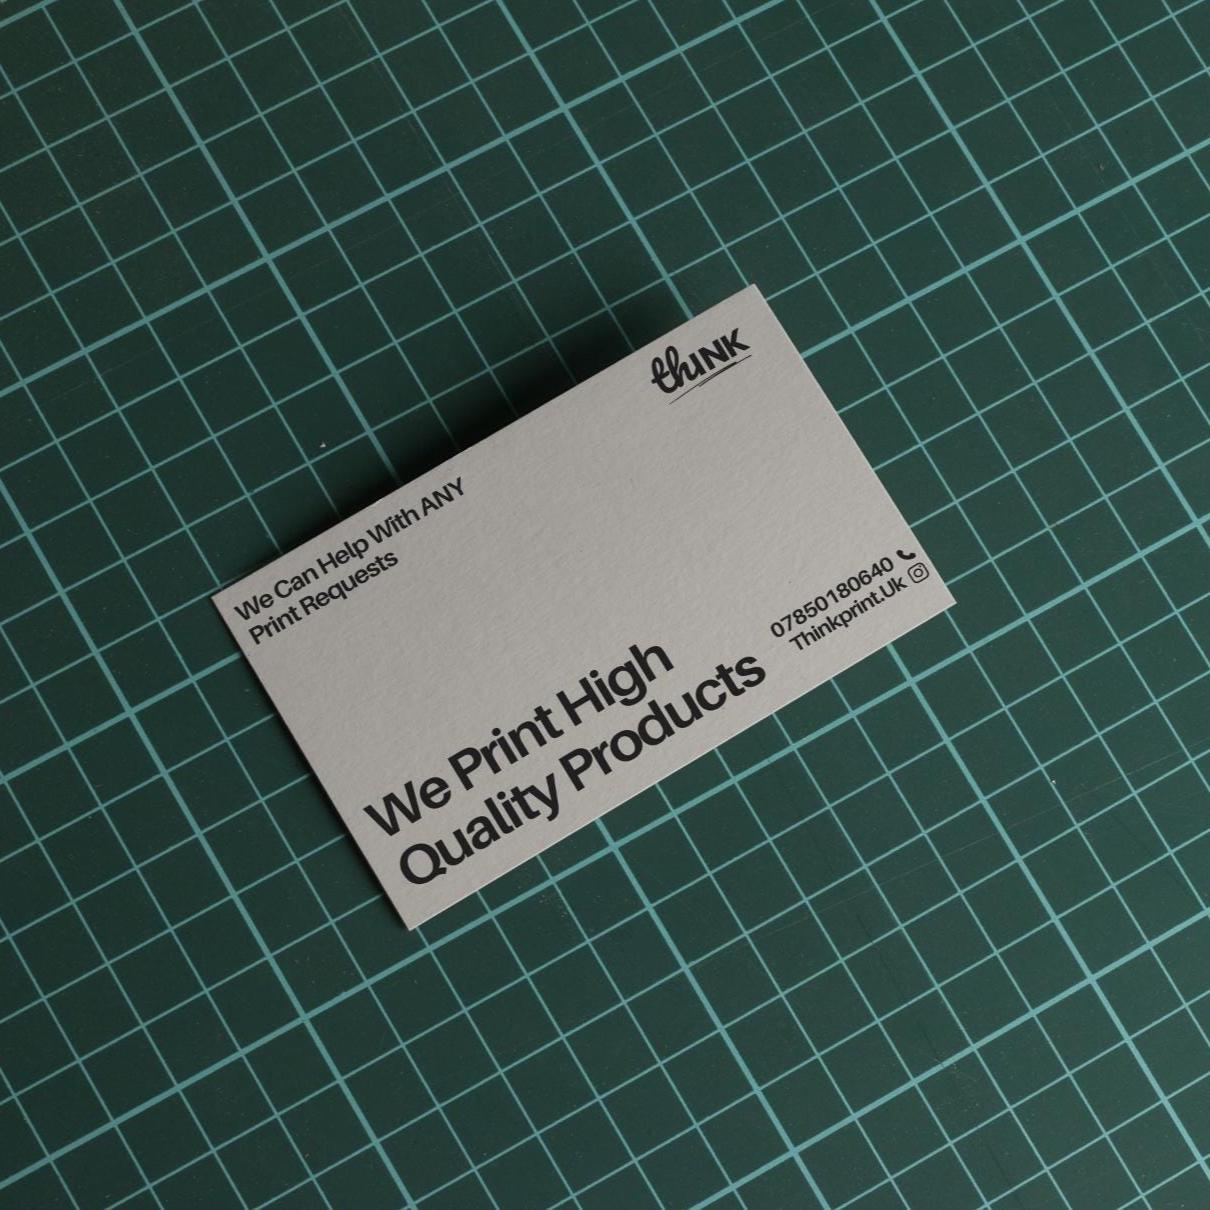 thINK
We Can Help With ANY
Print Requests
We Print High
Quality Products
07850180640
Thinkprint.Uk